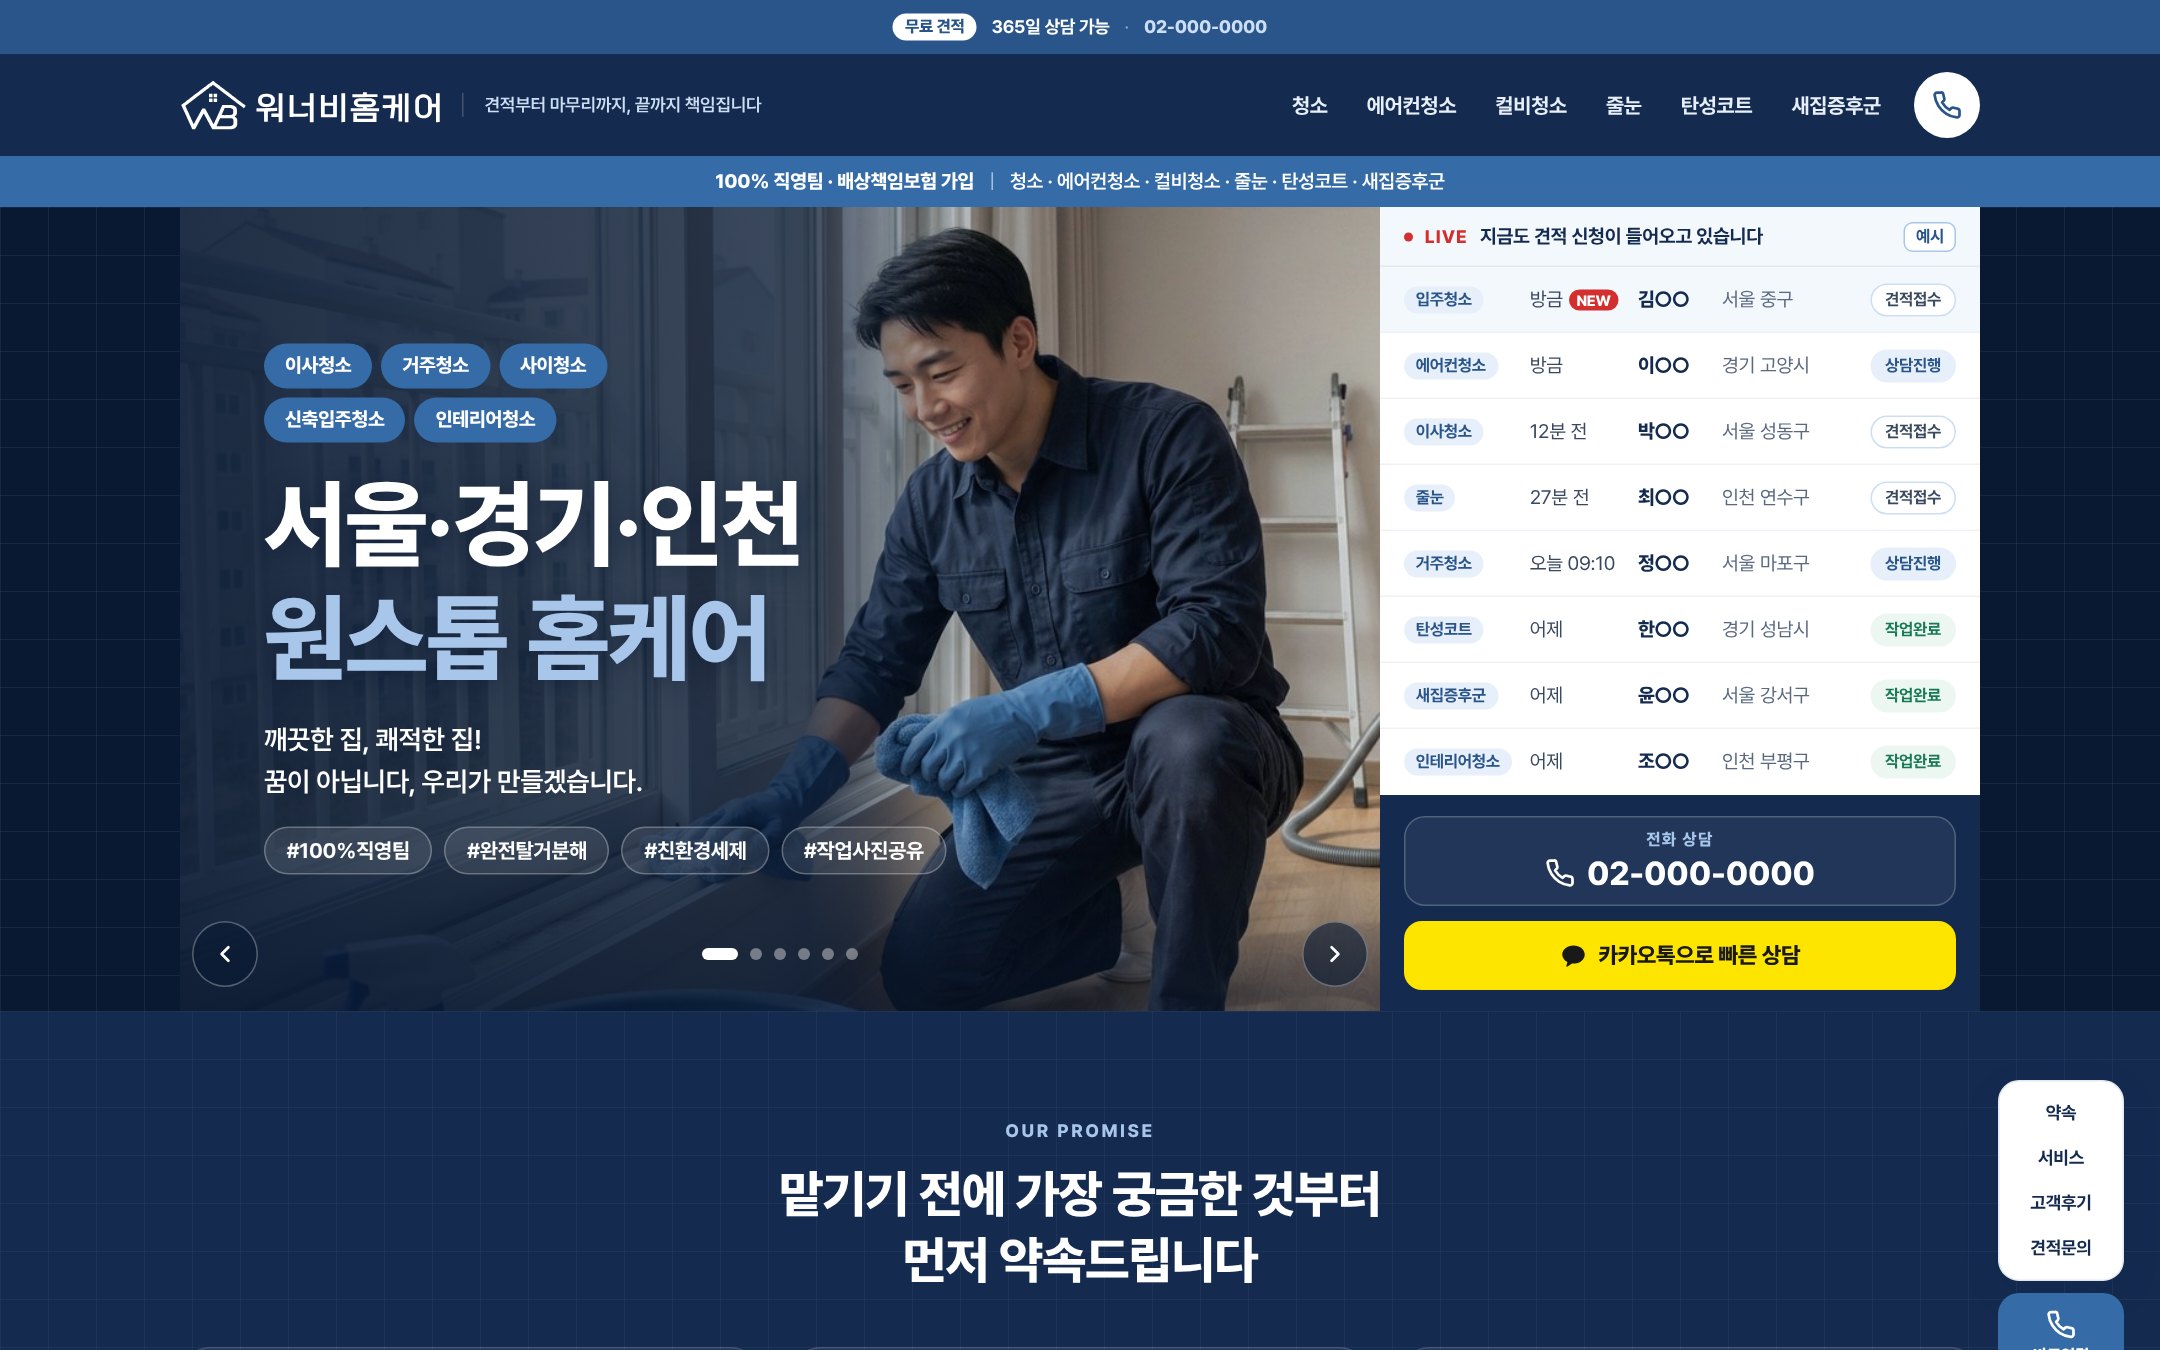 무료 견적 365일 상담 가능 · 02-000-0000
WB 워너비홈케어 견적부터 마무리까지, 끝까지 책임집니다
청소 에어컨청소 컬비청소 줄눈 탄성코트 새집증후군
100% 직영팀 · 배상책임보험 가입 | 청소 · 에어컨청소 · 컬비청소 · 줄눈 · 탄성코트 · 새집증후군
이사청소 거주청소 사이청소
신축입주청소 인테리어청소
서울·경기·인천
원스톱 홈케어
깨끗한 집, 쾌적한 집!
꿈이 아닙니다, 우리가 만들겠습니다.
#100%직영팀 #완전탈거분해 #친환경세제 #작업사진공유
LIVE 지금도 견적 신청이 들어오고 있습니다 예시
입주청소 방금 NEW 김○○ 서울 중구 견적접수
에어컨청소 방금 이○○ 경기 고양시 상담진행
이사청소 12분 전 박○○ 서울 성동구 견적접수
줄눈 27분 전 최○○ 인천 연수구 견적접수
거주청소 오늘 09:10 정○○ 서울 마포구 상담진행
탄성코트 어제 한○○ 경기 성남시 작업완료
새집증후군 어제 윤○○ 서울 강서구 작업완료
인테리어청소 어제 조○○ 인천 부평구 작업완료
전화 상담
02-000-0000
카카오톡으로 빠른 상담
OUR PROMISE
맡기기 전에 가장 궁금한 것부터
먼저 약속드립니다
약속
서비스
고객후기
견적문의